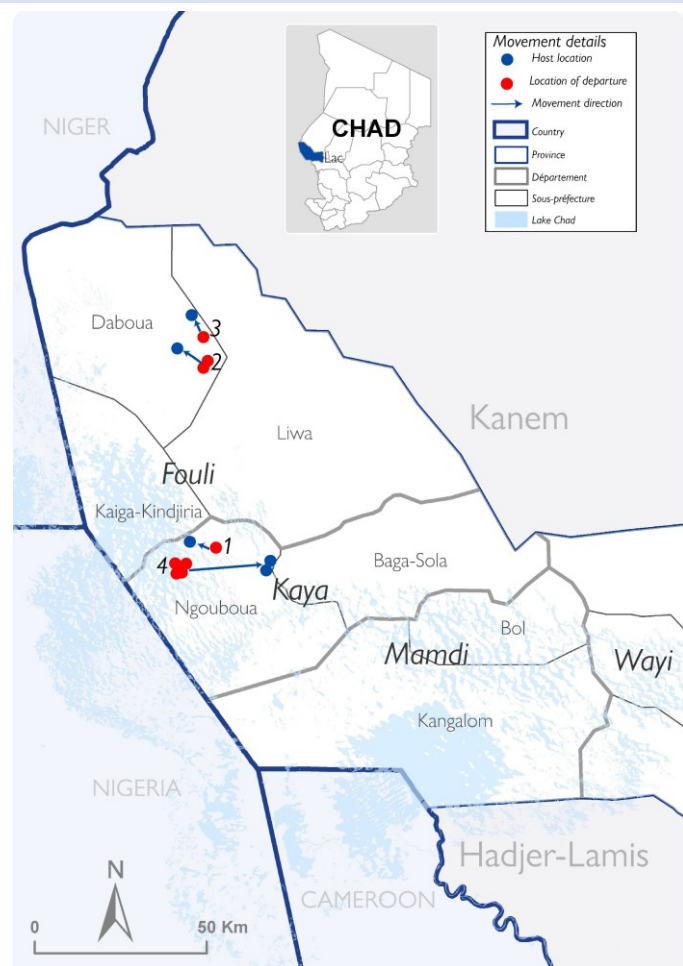 Movement details
Host location
Location of departure
Movement direction
Country
Province
Département
Sous-préfecture
Lake Chad
CHAD
Lac
NIGER
Daboua
3
2
Kanem
Liwa
Fouli
Kaiga-Kindjiria
1
4
Baga-Sola
Kaya
Ngouboua
Bol
Mamdi
Wayi
Kangalom
NIGERIA
Hadjer-Lamis
N
CAMEROON
0 50 Km